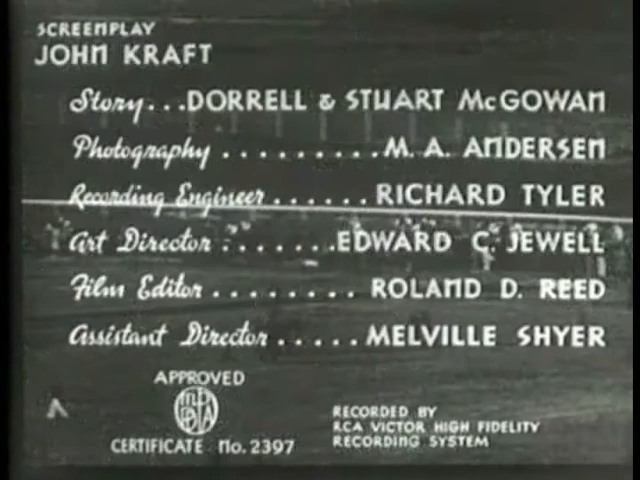 SCREENPLAY
JOHN KRAFT
Story...DORRELL & STUART McGOWAN
Photography.........M. A. ANDERSEN
Recording Engineer......RICHARD TYLER
Art Director........EDWARD C. JEWELL
Film Editor.........ROLAND D. REED
Assistant Director.....MELVILLE SHYER
APPROVED
CERTIFICATE No. 2397
RECORDED BY
RCA VICTOR HIGH FIDELITY
RECORDING SYSTEM